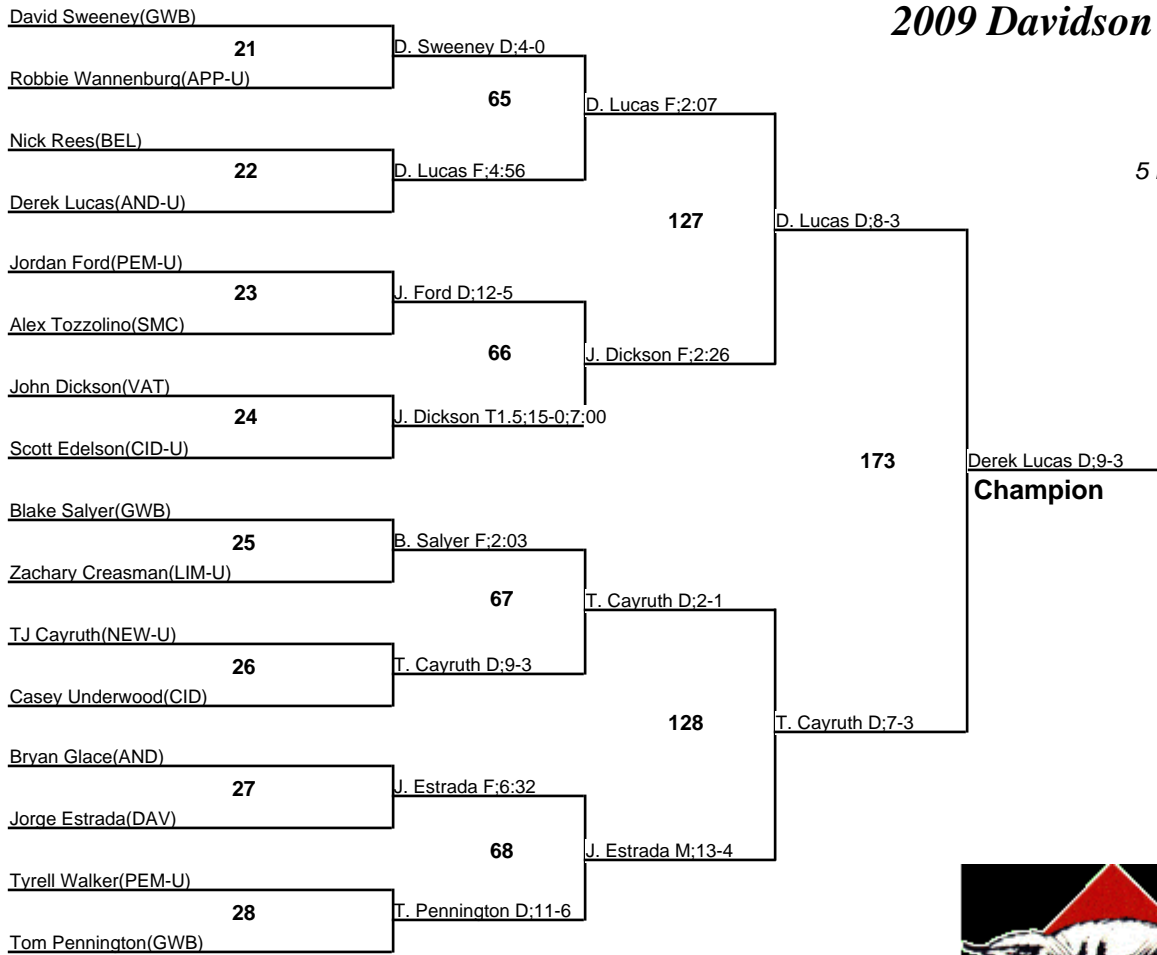 2009 Davidson
David Sweeney(GWB)
21
D. Sweeney D;4-0
Robbie Wannenburg(APP-U)
65
D. Lucas F;2:07
Nick Rees(BEL)
22
D. Lucas F;4:56
5
Derek Lucas(AND-U)
127
D. Lucas D;8-3
Jordan Ford(PEM-U)
23
J. Ford D;12-5
Alex Tozzolino(SMC)
66
J. Dickson F;2:26
John Dickson(VAT)
24
J. Dickson T1.5;15-0;7:00
Scott Edelson(CID-U)
173
Derek Lucas D;9-3
Champion
Blake Salyer(GWB)
25
B. Salyer F;2:03
Zachary Creasman(LIM-U)
67
T. Cayruth D;2-1
TJ Cayruth(NEW-U)
26
T. Cayruth D;9-3
Casey Underwood(CID)
128
T. Cayruth D;7-3
Bryan Glace(AND)
27
J. Estrada F;6:32
Jorge Estrada(DAV)
68
J. Estrada M;13-4
Tyrell Walker(PEM-U)
28
T. Pennington D;11-6
Tom Pennington(GWB)